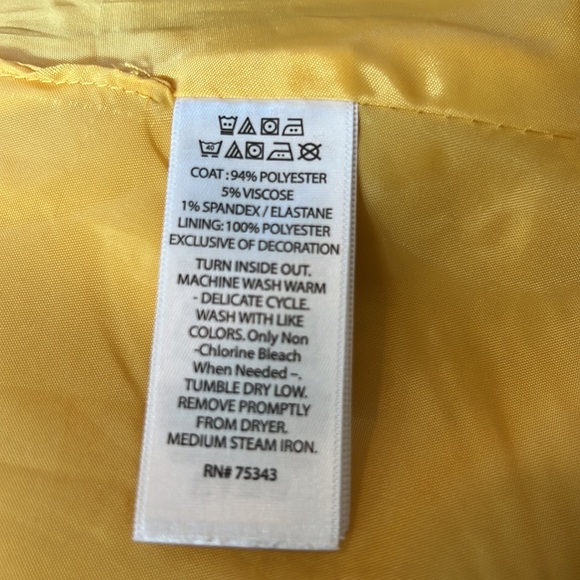 40
COAT : 94% POLYESTER
5% VISCOSE
1% SPANDEX / ELASTANE
LINING: 100% POLYESTER
EXCLUSIVE OF DECORATION
TURN INSIDE OUT.
MACHINE WASH WARM
- DELICATE CYCLE.
WASH WITH LIKE
COLORS. Only Non
-Chlorine Bleach
When Needed –.
TUMBLE DRY LOW.
REMOVE PROMPTLY
FROM DRYER.
MEDIUM STEAM IRON.
RN# 75343